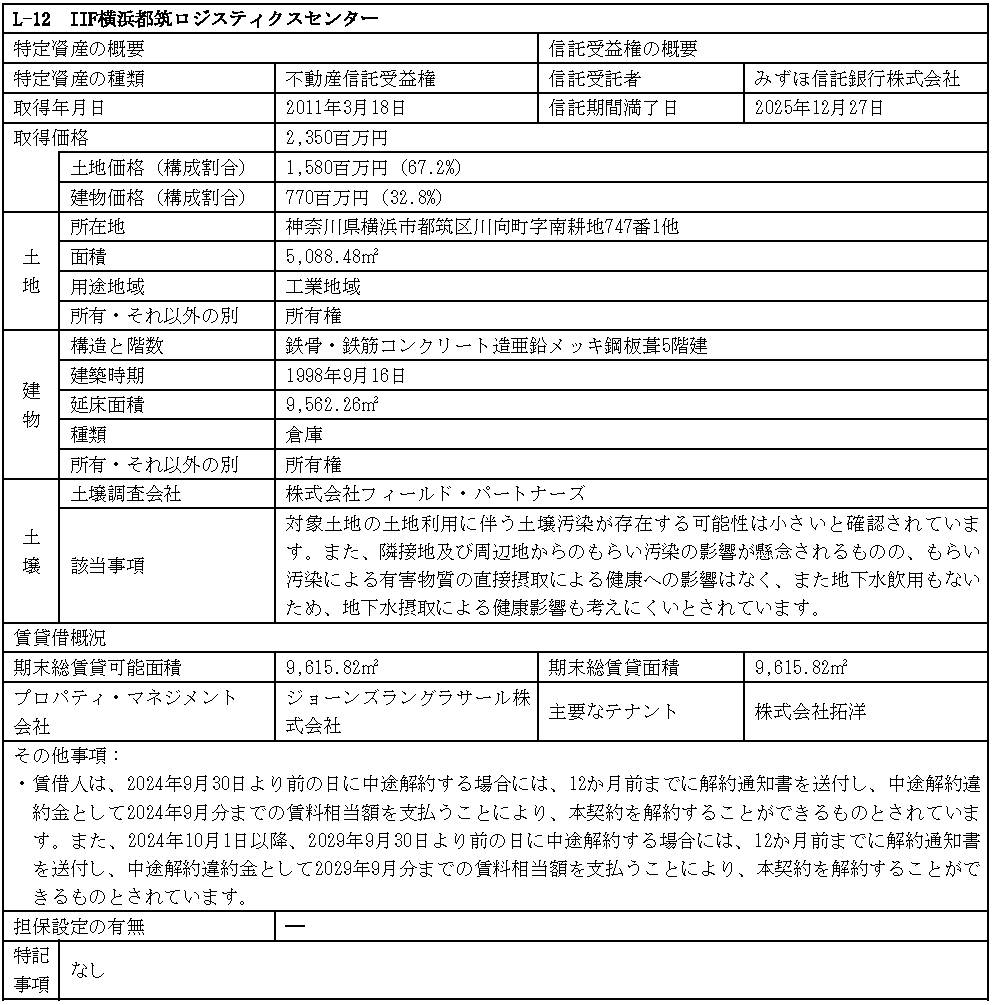 L-12 IIF横浜都筑ロジスティクスセンター
特定資産の概要 信託受益権の概要
特定資産の種類 不動産信託受益権 信託受託者 みずほ信託銀行株式会社
取得年月日 2011年3月18日 信託期間満了日 2025年12月27日
取得価格 2,350百万円
土地価格（構成割合） 1,580百万円（67.2%）
建物価格（構成割合） 770百万円（32.8%）
土地
所在地 神奈川県横浜市都筑区川向町字南耕地747番1他
面積 5,088.48㎡
用途地域 工業地域
所有・それ以外の別 所有権
建物
構造と階数 鉄骨・鉄筋コンクリート造亜鉛メッキ鋼板葺5階建
建築時期 1998年9月16日
延床面積 9,562.26㎡
種類 倉庫
所有・それ以外の別 所有権
土壌
土壌調査会社 株式会社フィールド・パートナーズ
該当事項
対象土地の土地利用に伴う土壌汚染が存在する可能性は小さいと確認されていま
す。また、隣接地及び周辺地からのもらい汚染の影響が懸念されるものの、もらい
汚染による有害物質の直接摂取による健康への影響はなく、また地下水飲用もない
ため、地下水摂取による健康影響も考えにくいとされています。
賃貸借概況
期末総賃貸可能面積 9,615.82㎡ 期末総賃貸面積 9,615.82㎡
プロパティ・マネジメント
会社
ジョーンズラングラサール株
式会社
主要なテナント 株式会社拓洋
その他事項：
・賃借人は、2024年9月30日より前の日に中途解約する場合には、12か月前までに解約通知書を送付し、中途解約違
約金として2024年9月分までの賃料相当額を支払うことにより、本契約を解約することができるものとされていま
す。また、2024年10月1日以降、2029年9月30日より前の日に中途解約する場合には、12か月前までに解約通知書
を送付し、中途解約違約金として2029年9月分までの賃料相当額を支払うことにより、本契約を解約することがで
きるものとされています。
担保設定の有無 ―
特記
事項
なし